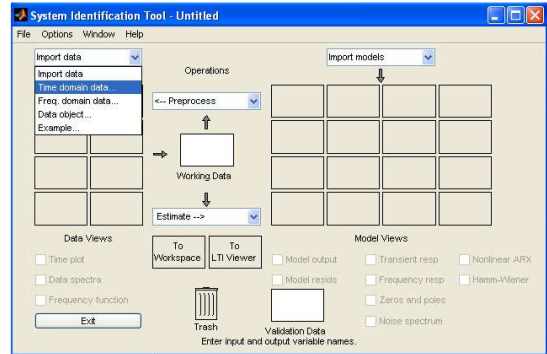 System Identification Tool - Untitled
File Options Window Help
Import data
Import models
Import data
Time domain data...
Freq. domain data...
Data object...
Example...
Operations
<-- Preprocess
Working Data
Estimate -->
Data Views
To Workspace
To LTI Viewer
Model Views
Time plot
Data spectra
Frequency function
Model output
Transient resp
Nonlinear ARX
Model resids
Frequency resp
Hamm-Wiener
Zeros and poles
Noise spectrum
Exit
Trash
Validation Data
Enter input and output variable names.